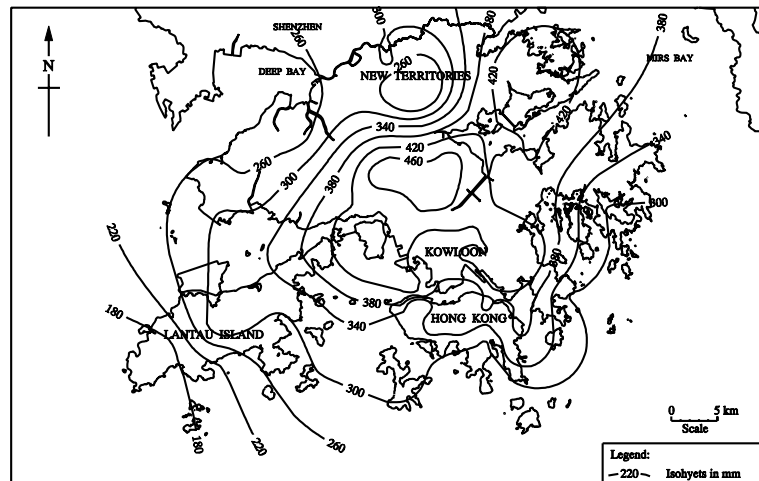 SHENZHEN
300
380
380
260
260
DEEP BAY
NEW TERRITORIES
MIRS BAY
420
420
340
340
420
460
260
300
380
300
220
KOWLOON
380
180
380
HONG KONG
340
LANTAU ISLAND
300
180
220
260
0 5 km
Scale
N
Legend:
220 Isohyets in mm